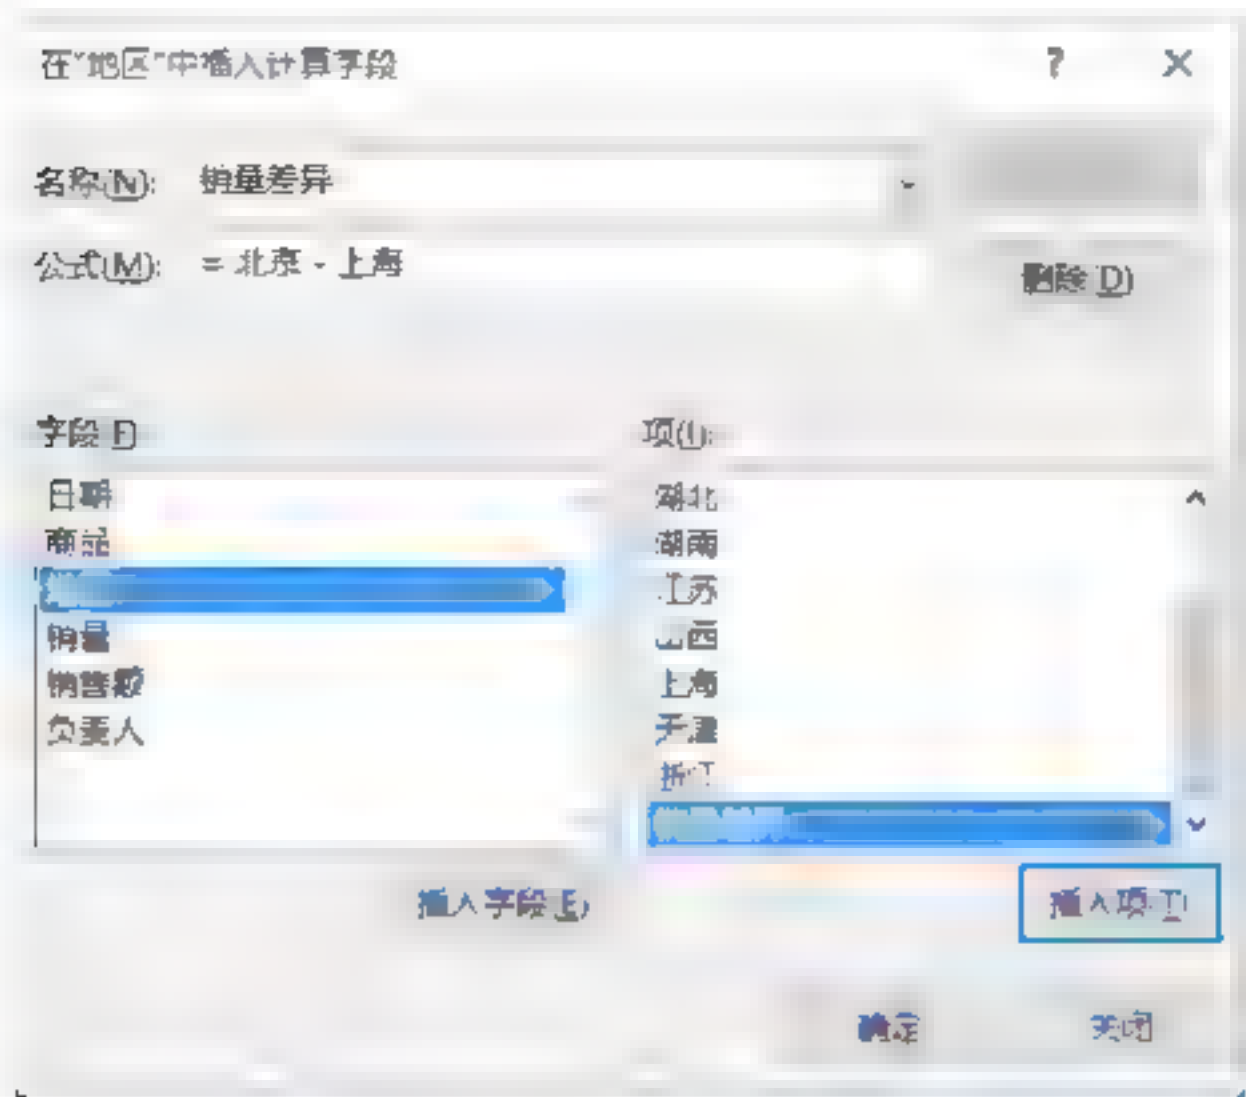 在"地区"中插入计算字段
名称(N): 销量差异
公式(M): = 北京 - 上海
删除(D)
字段(F)
项(I):
日期
商品
销量
销售额
负责人
湖北
湖南
江苏
山西
上海
天津
浙江
插入字段(E)
插入项(T)
确定
关闭